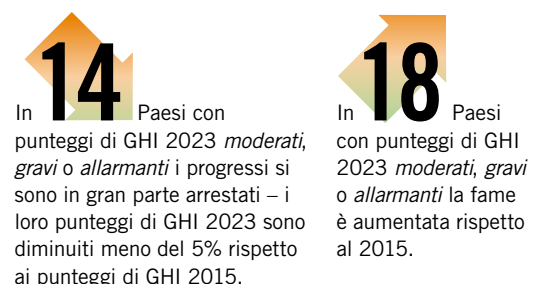 In 14 Paesi con
punteggi di GHI 2023 moderati,
gravi o allarmanti i progressi si
sono in gran parte arrestati – i
loro punteggi di GHI 2023 sono
diminuiti meno del 5% rispetto
ai punteggi di GHI 2015.
In 18 Paesi
con punteggi di GHI
2023 moderati, gravi
o allarmanti la fame
è aumentata rispetto
al 2015.